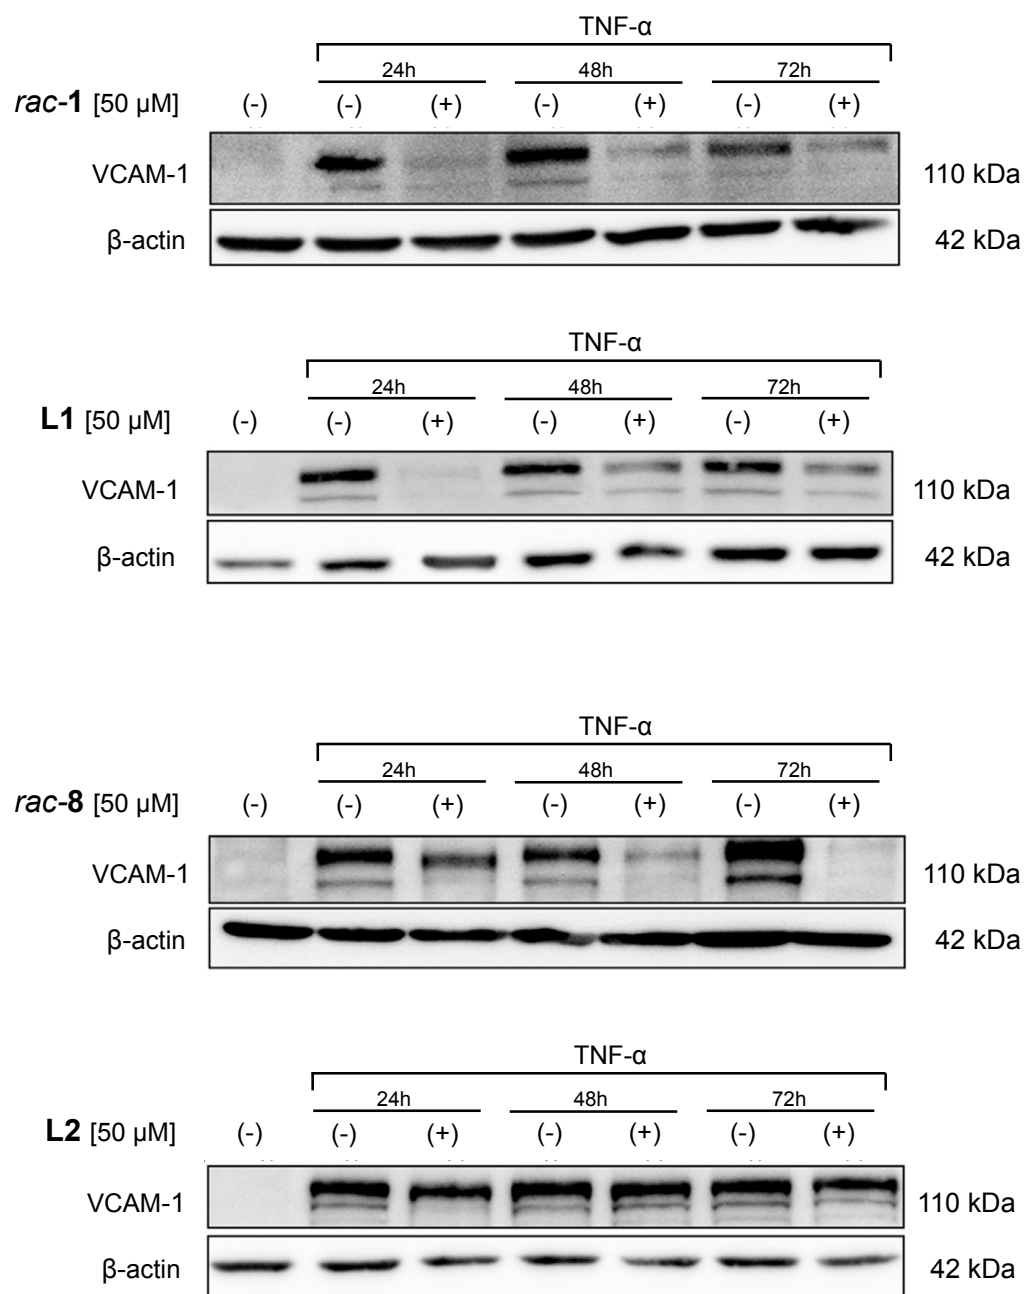 TNF-α
24h 48h 72h
rac-1 [50 µM] (-) (-) (+) (-) (+) (-) (+)
VCAM-1 110 kDa
β-actin 42 kDa
TNF-α
24h 48h 72h
L1 [50 µM] (-) (-) (+) (-) (+) (-) (+)
VCAM-1 110 kDa
β-actin 42 kDa
TNF-α
24h 48h 72h
rac-8 [50 µM] (-) (-) (+) (-) (+) (-) (+)
VCAM-1 110 kDa
β-actin 42 kDa
TNF-α
24h 48h 72h
L2 [50 µM] (-) (-) (+) (-) (+) (-) (+)
VCAM-1 110 kDa
β-actin 42 kDa